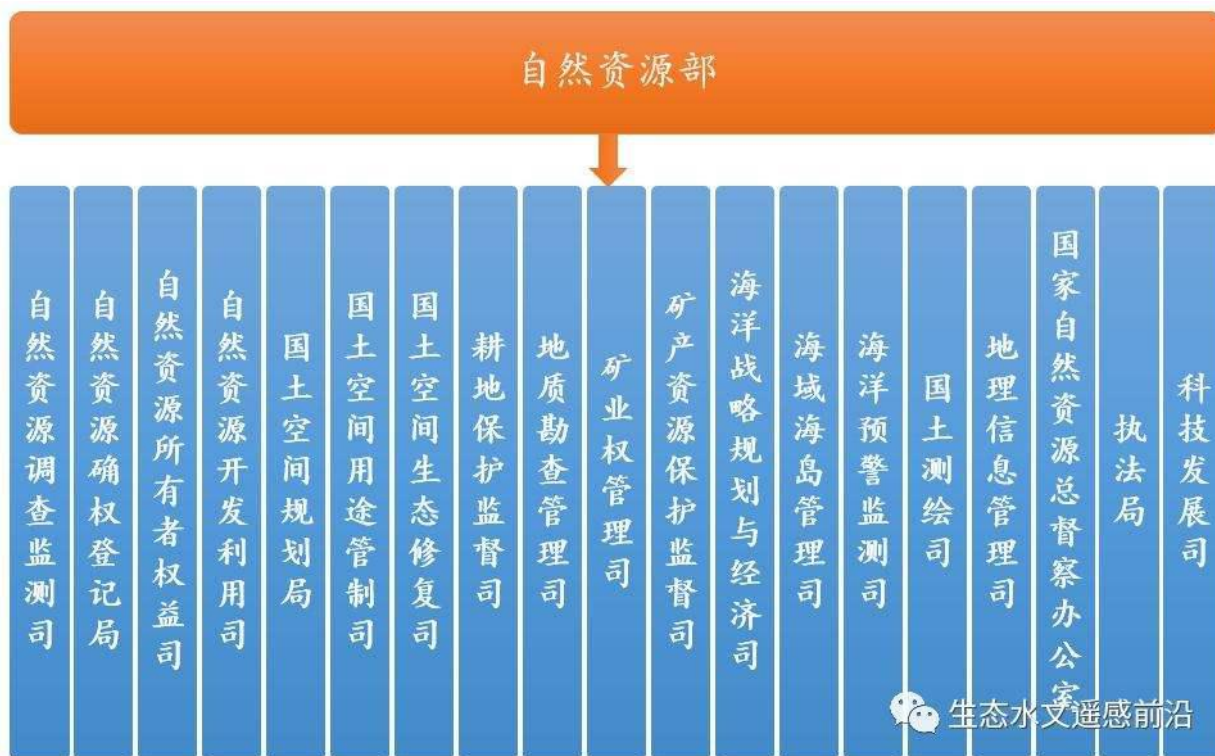 自然资源部
自然资源调查监测司
自然资源确权登记局
自然资源所有者权益司
自然资源开发利用司
国土空间规划局
国土空间用途管制司
国土空间生态修复司
耕地保护监督司
地质勘查管理司
矿业权管理司
矿产资源保护监督司
海洋战略规划与经济司
海域海岛管理司
海洋预警监测司
国土测绘司
地理信息管理司
国家自然资源总督察办公室
执法局
科技发展司
生态水文遥感前沿